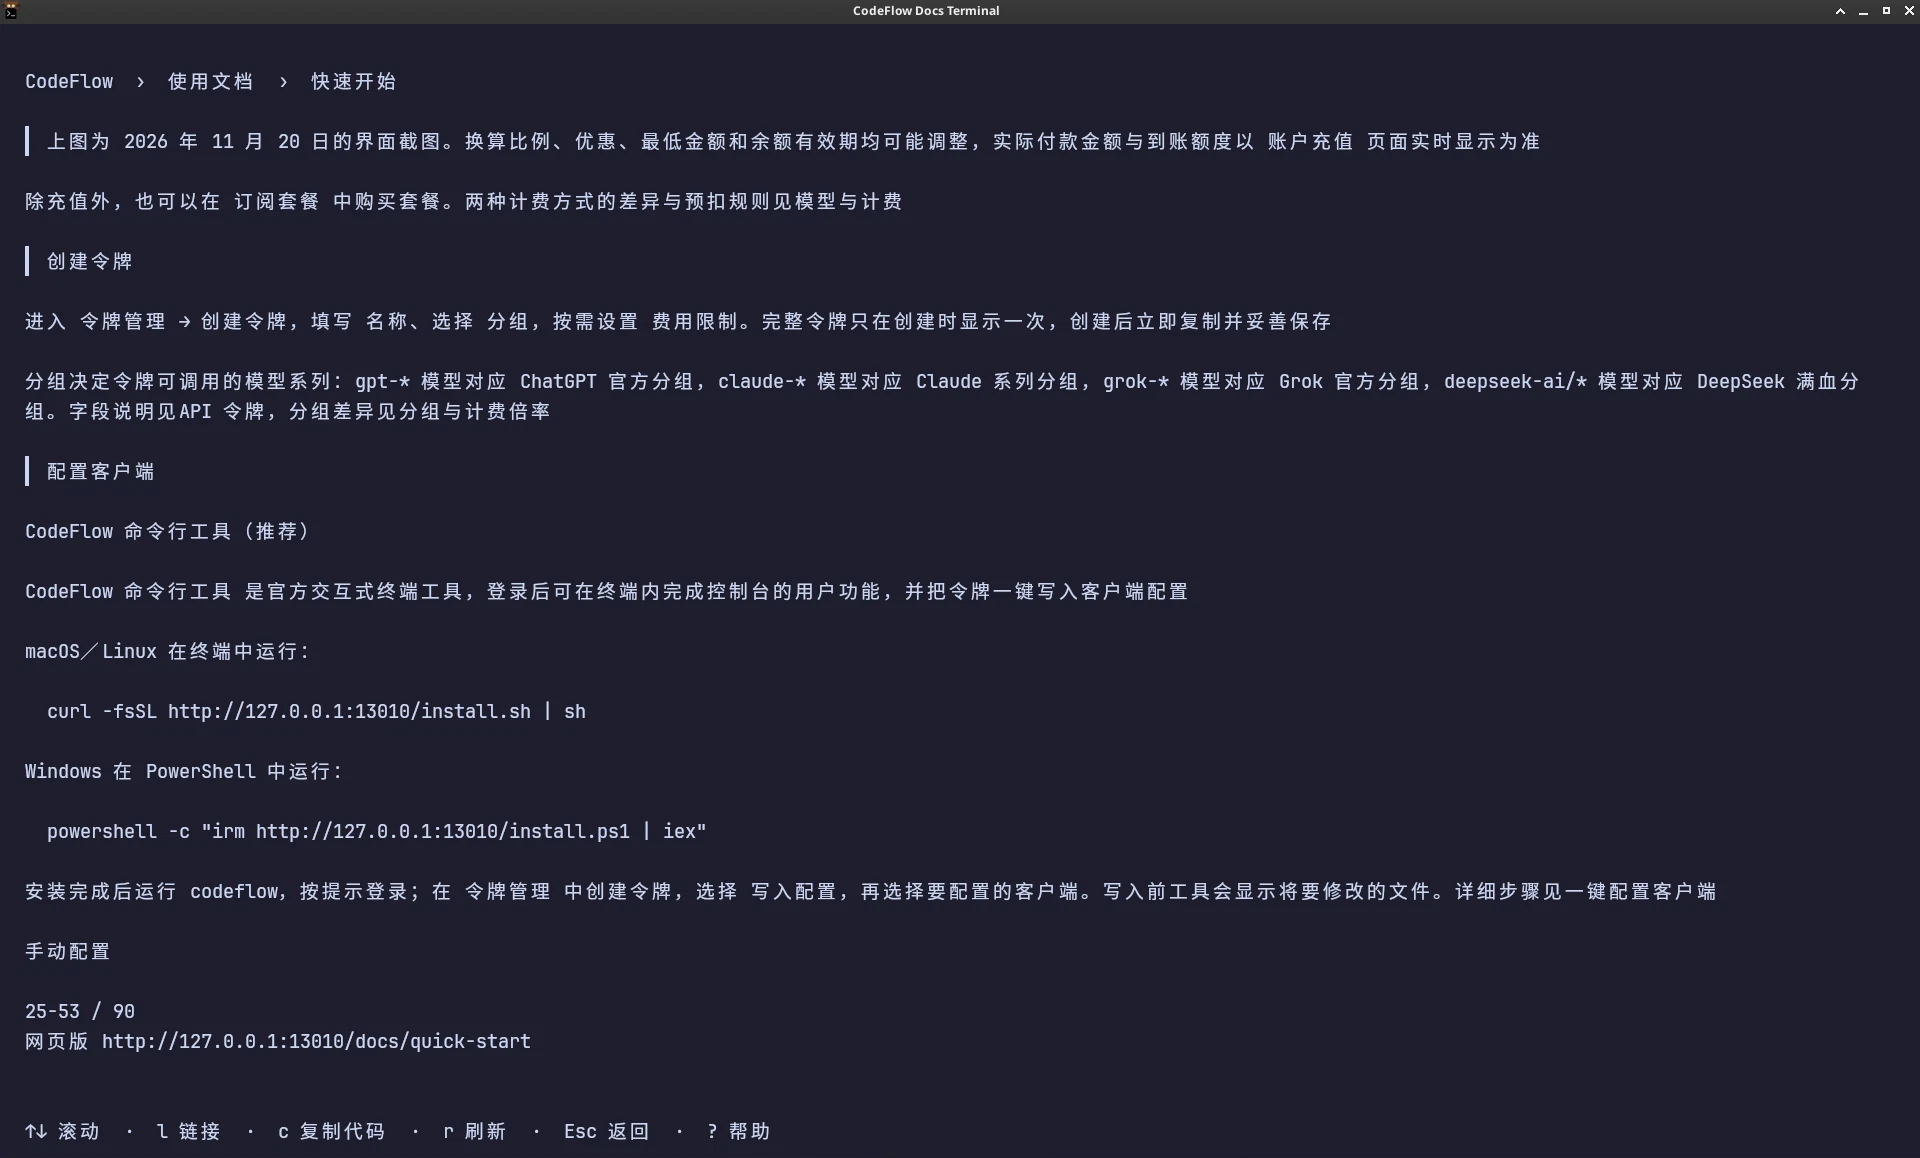 CodeFlow Docs Terminal
CodeFlow › 使用文档 › 快速开始
上图为 2026 年 11 月 20 日的界面截图。换算比例、优惠、最低金额和余额有效期均可能调整，实际付款金额与到账额度以 账户充值 页面实时显示为准
除充值外，也可以在 订阅套餐 中购买套餐。两种计费方式的差异与预扣规则见模型与计费
创建令牌
进入 令牌管理 → 创建令牌，填写 名称、选择 分组，按需设置 费用限制。完整令牌只在创建时显示一次，创建后立即复制并妥善保存
分组决定令牌可调用的模型系列：gpt-* 模型对应 ChatGPT 官方分组，claude-* 模型对应 Claude 系列分组，grok-* 模型对应 Grok 官方分组，deepseek-ai/* 模型对应 DeepSeek 满血分
组。字段说明见API 令牌，分组差异见分组与计费倍率
配置客户端
CodeFlow 命令行工具（推荐）
CodeFlow 命令行工具 是官方交互式终端工具，登录后可在终端内完成控制台的用户功能，并把令牌一键写入客户端配置
macOS／Linux 在终端中运行：
curl -fsSL http://127.0.0.1:13010/install.sh | sh
Windows 在 PowerShell 中运行：
powershell -c "irm http://127.0.0.1:13010/install.ps1 | iex"
安装完成后运行 codeflow，按提示登录；在 令牌管理 中创建令牌，选择 写入配置，再选择要配置的客户端。写入前工具会显示将要修改的文件。详细步骤见一键配置客户端
手动配置
25-53 / 90
网页版 http://127.0.0.1:13010/docs/quick-start
↑↓ 滚动 · l 链接 · c 复制代码 · r 刷新 · Esc 返回 · ? 帮助